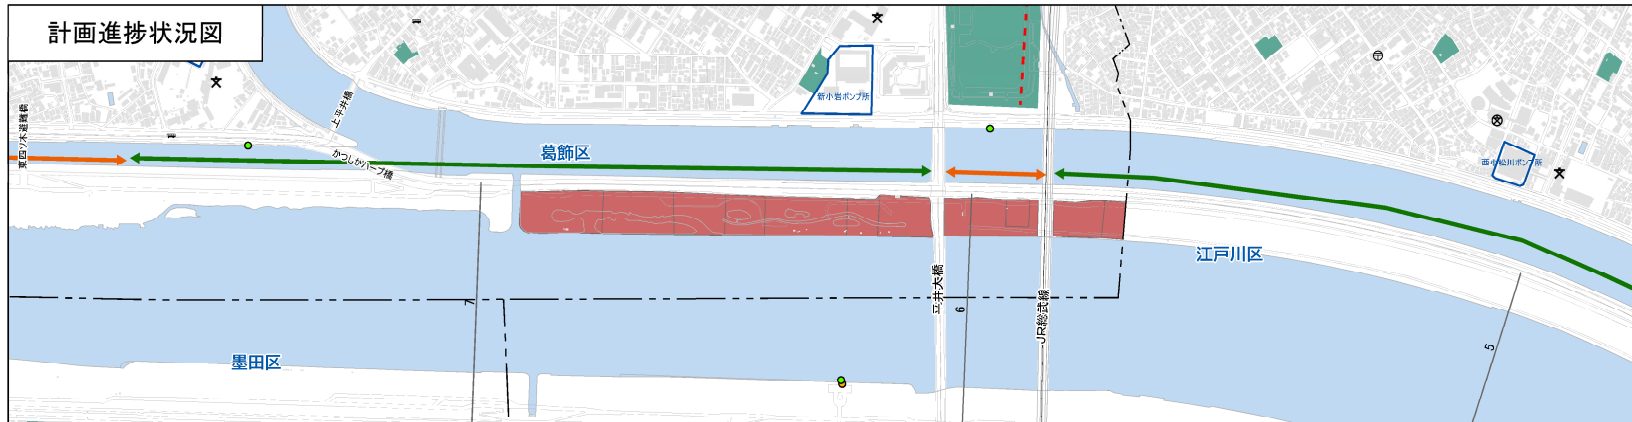 計画進捗状況図
東四ツ木避難橋
上平井橋
かつしかハープ橋
葛飾区
新小岩ポンプ所
西小松川ポンプ所
江戸川区
平井大橋
JR総武線
墨田区
7
6
5